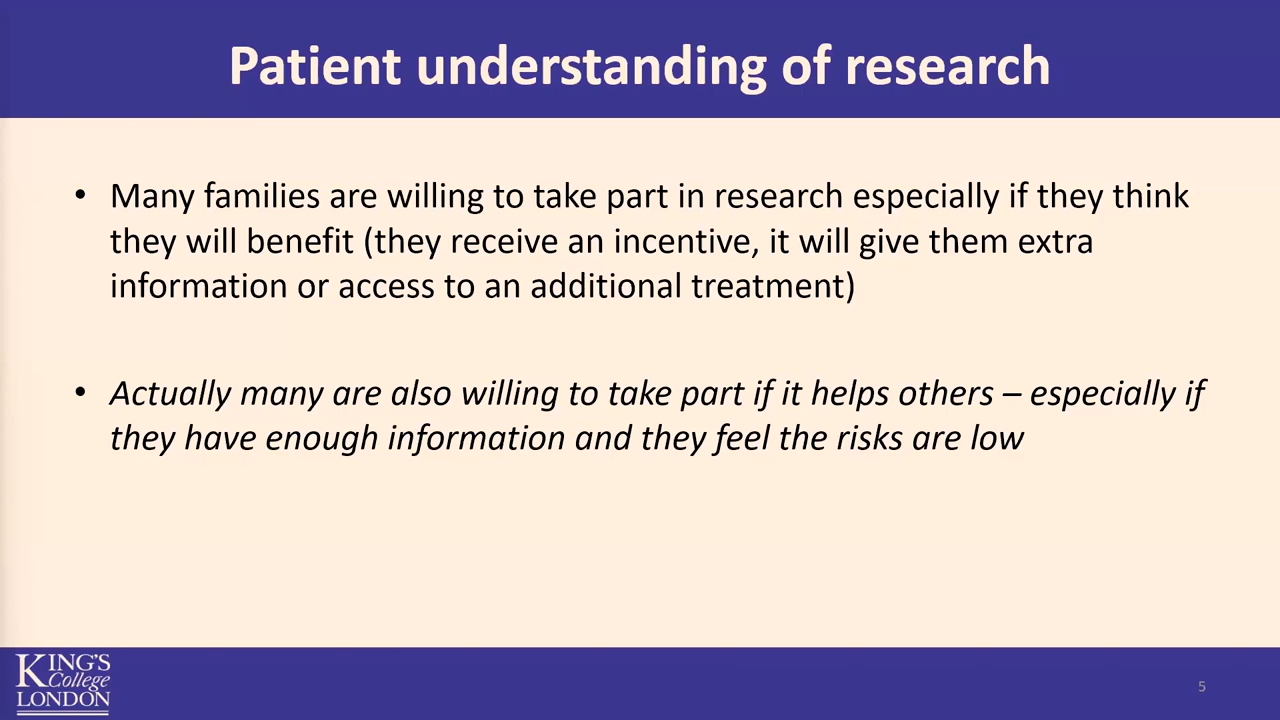 Patient understanding of research
• Many families are willing to take part in research especially if they think
they will benefit (they receive an incentive, it will give them extra
information or access to an additional treatment)
• Actually many are also willing to take part if it helps others – especially if
they have enough information and they feel the risks are low
KING'S
College
LONDON
5